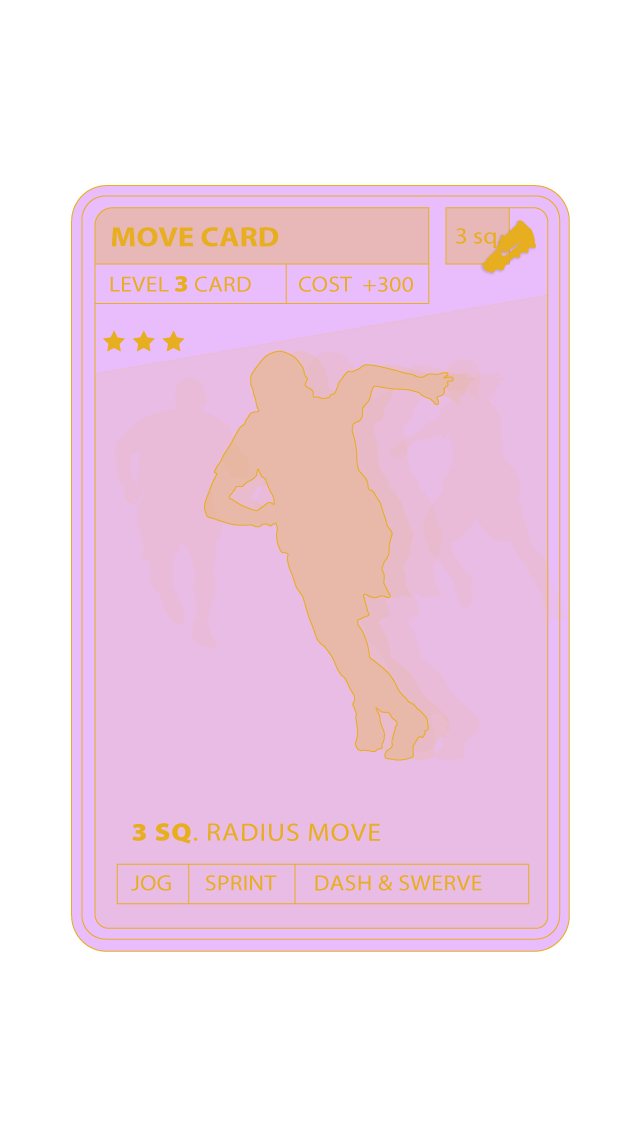 MOVE CARD
3 sq.
LEVEL 3 CARD
COST +300
3 SQ. RADIUS MOVE
JOG
SPRINT
DASH & SWERVE